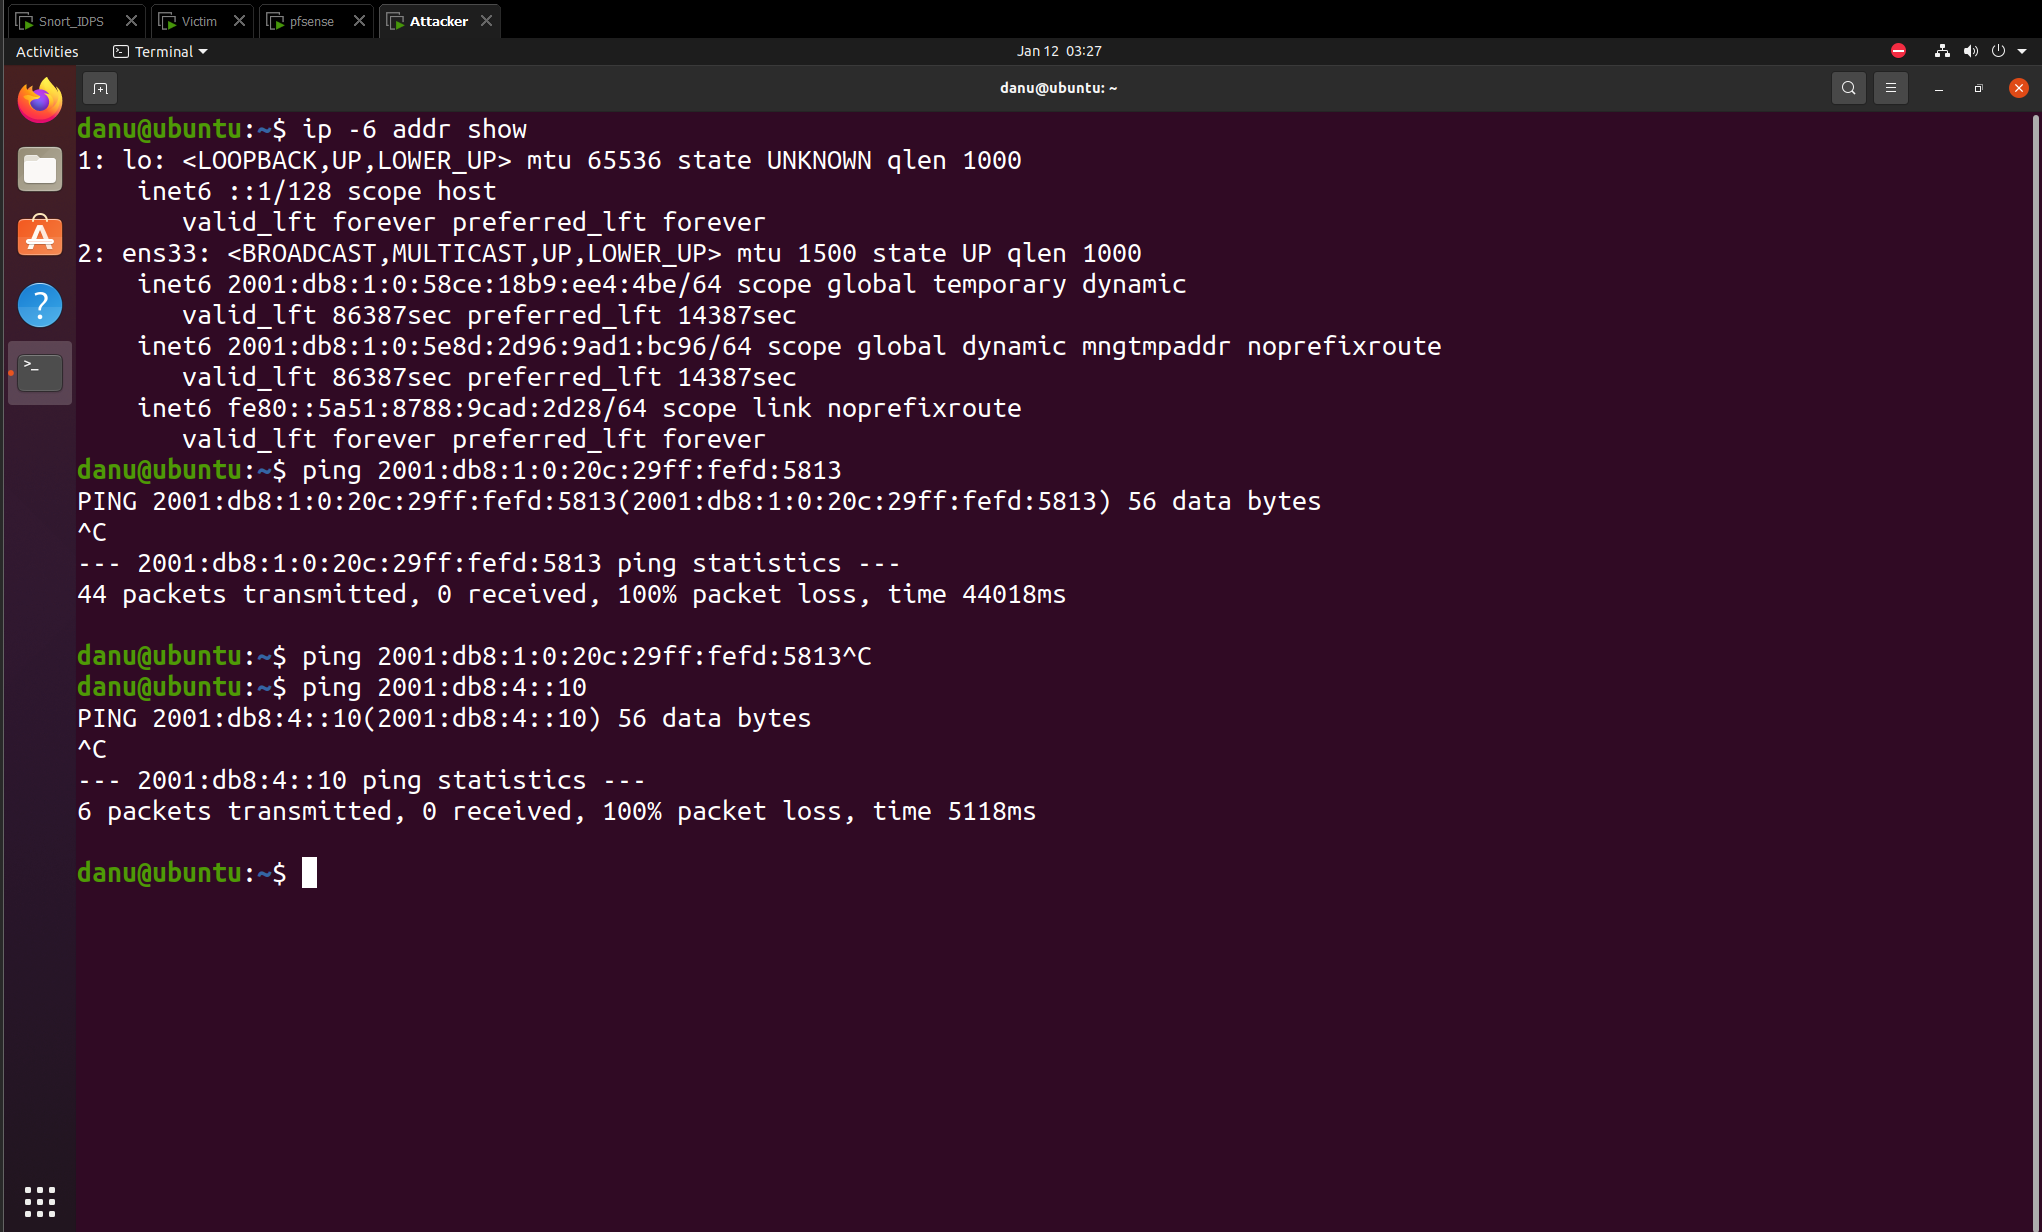 Snort_IDPS
Victim
pfsense
Attacker
Activities
Terminal
Jan 12 03:27
danu@ubuntu: ~
danu@ubuntu:~$ ip -6 addr show
1: lo: <LOOPBACK,UP,LOWER_UP> mtu 65536 state UNKNOWN qlen 1000
    inet6 ::1/128 scope host
       valid_lft forever preferred_lft forever
2: ens33: <BROADCAST,MULTICAST,UP,LOWER_UP> mtu 1500 state UP qlen 1000
    inet6 2001:db8:1:0:58ce:18b9:ee4:4be/64 scope global temporary dynamic
       valid_lft 86387sec preferred_lft 14387sec
    inet6 2001:db8:1:0:5e8d:2d96:9ad1:bc96/64 scope global dynamic mngtmpaddr noprefixroute
       valid_lft 86387sec preferred_lft 14387sec
    inet6 fe80::5a51:8788:9cad:2d28/64 scope link noprefixroute
       valid_lft forever preferred_lft forever
danu@ubuntu:~$ ping 2001:db8:1:0:20c:29ff:fefd:5813
PING 2001:db8:1:0:20c:29ff:fefd:5813(2001:db8:1:0:20c:29ff:fefd:5813) 56 data bytes
^C
--- 2001:db8:1:0:20c:29ff:fefd:5813 ping statistics ---
44 packets transmitted, 0 received, 100% packet loss, time 44018ms
danu@ubuntu:~$ ping 2001:db8:1:0:20c:29ff:fefd:5813^C
danu@ubuntu:~$ ping 2001:db8:4::10
PING 2001:db8:4::10(2001:db8:4::10) 56 data bytes
^C
--- 2001:db8:4::10 ping statistics ---
6 packets transmitted, 0 received, 100% packet loss, time 5118ms
danu@ubuntu:~$